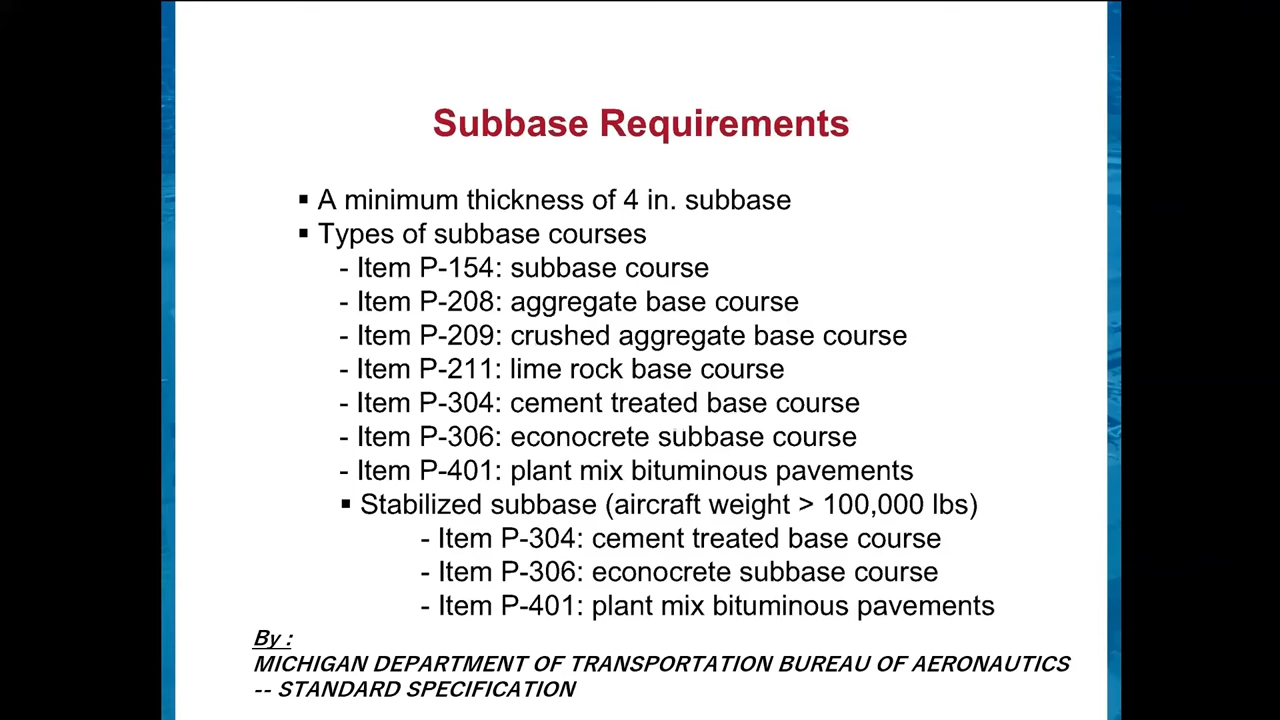 Subbase Requirements
▪ A minimum thickness of 4 in. subbase
▪ Types of subbase courses
- Item P-154: subbase course
- Item P-208: aggregate base course
- Item P-209: crushed aggregate base course
- Item P-211: lime rock base course
- Item P-304: cement treated base course
- Item P-306: econocrete subbase course
- Item P-401: plant mix bituminous pavements
▪ Stabilized subbase (aircraft weight > 100,000 lbs)
- Item P-304: cement treated base course
- Item P-306: econocrete subbase course
- Item P-401: plant mix bituminous pavements
By :
MICHIGAN DEPARTMENT OF TRANSPORTATION BUREAU OF AERONAUTICS
-- STANDARD SPECIFICATION